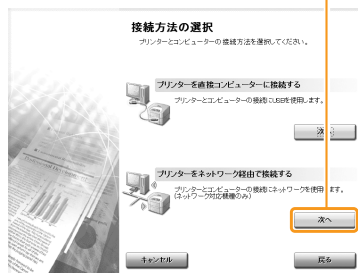 接続方法の選択
プリンターとコンピューターの接続方法を選択してください。
プリンターを直接コンピューターに接続する
プリンターとコンピューターの接続にUSBを使用します。
次へ
プリンターをネットワーク経由で接続する
プリンターとコンピューターの接続にネットワークを使用します。
(ネットワーク対応機種のみ)
次へ
キャンセル
戻る